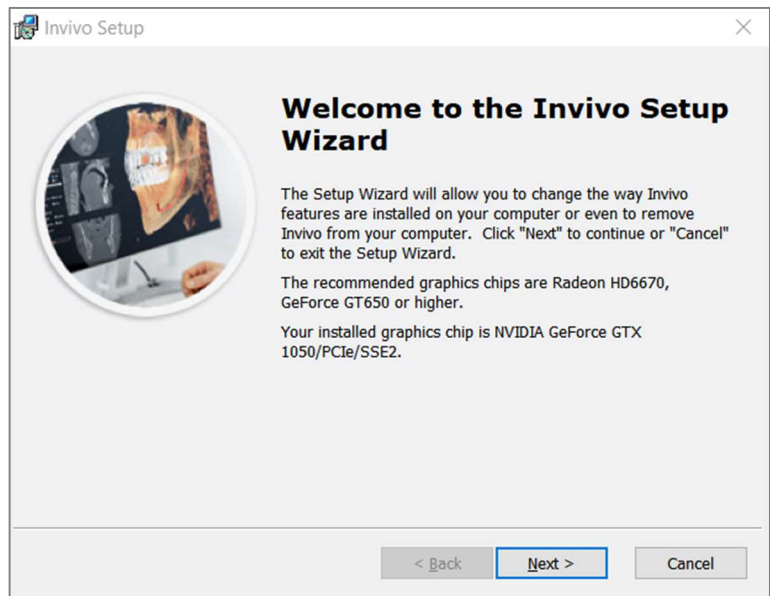 Invivo Setup
Welcome to the Invivo Setup
Wizard
The Setup Wizard will allow you to change the way Invivo
features are installed on your computer or even to remove
Invivo from your computer.  Click "Next" to continue or "Cancel"
to exit the Setup Wizard.
The recommended graphics chips are Radeon HD6670,
GeForce GT650 or higher.
Your installed graphics chip is NVIDIA GeForce GTX
1050/PCIe/SSE2.
< Back
Next >
Cancel